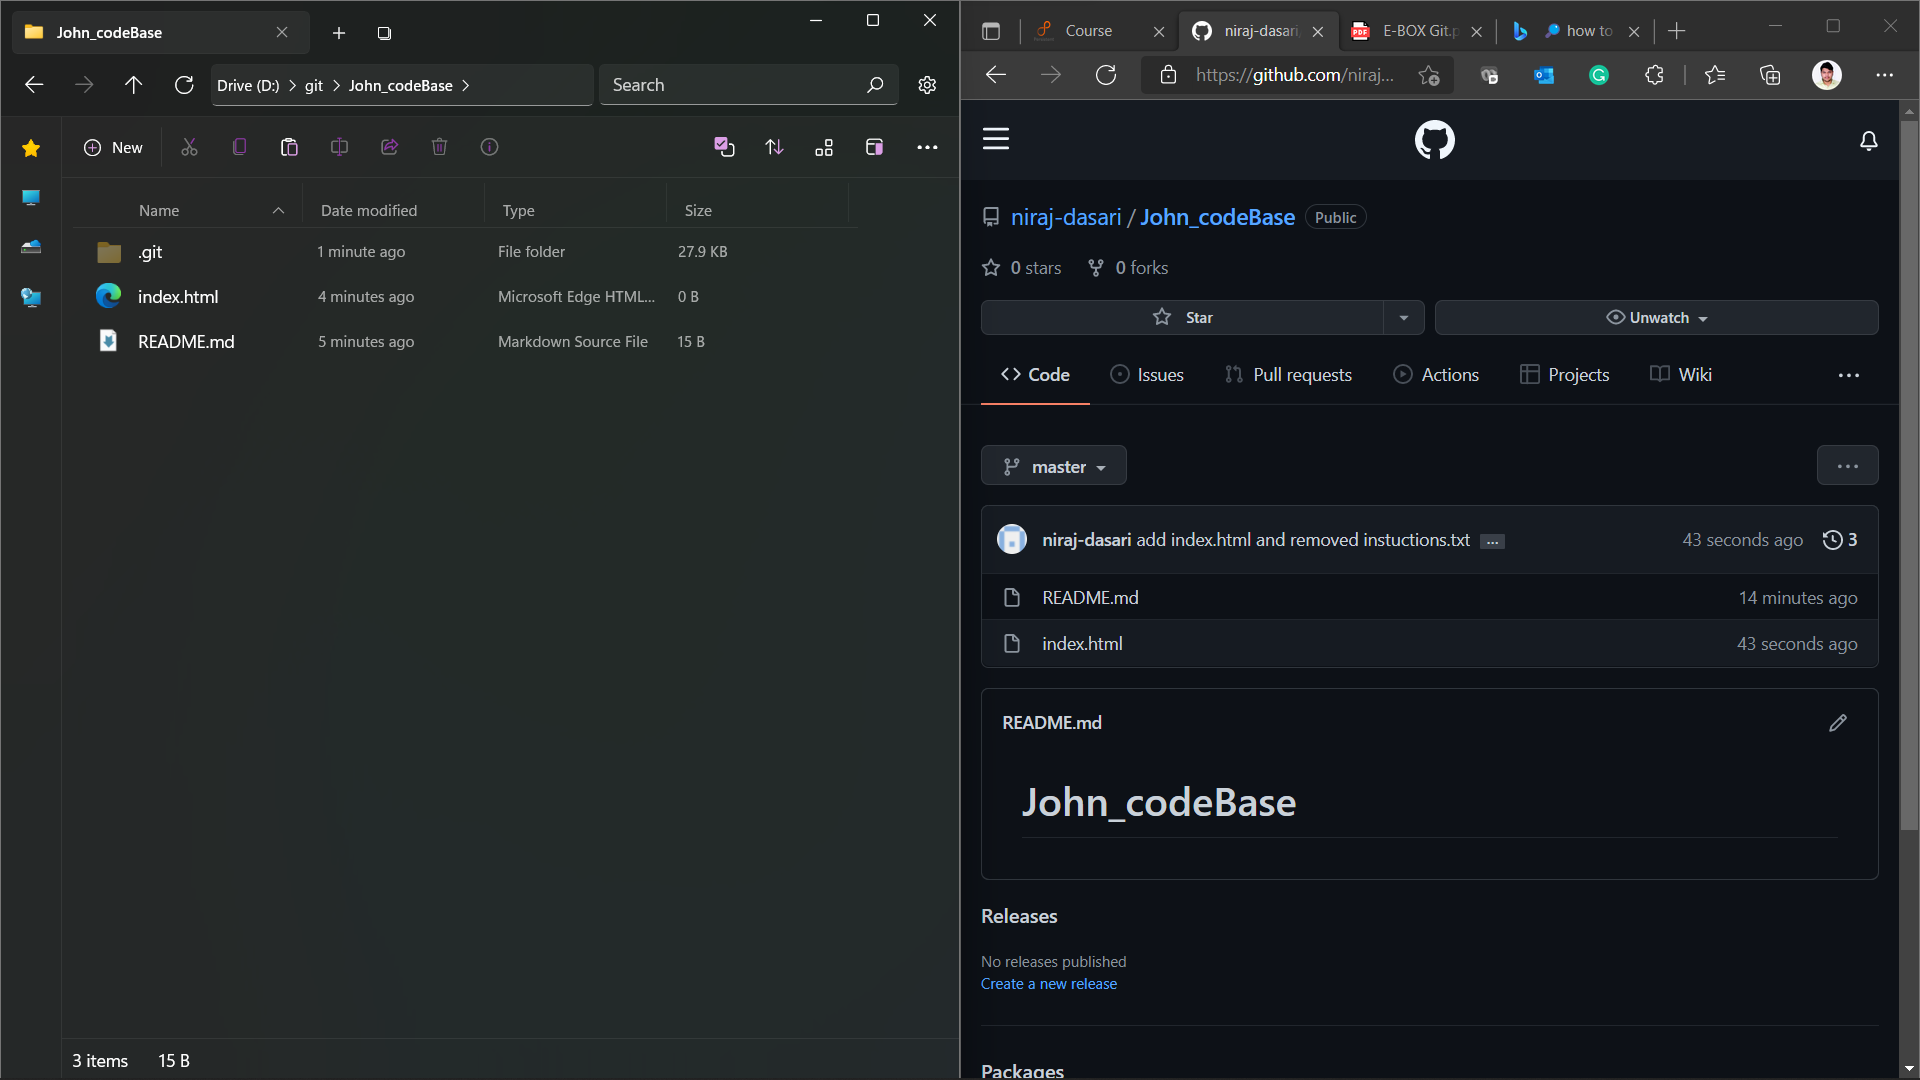 John_codeBase
Drive (D:) > git > John_codeBase >
Search
New
Name Date modified Type Size
.git 1 minute ago File folder 27.9 KB
index.html 4 minutes ago Microsoft Edge HTML... 0 B
README.md 5 minutes ago Markdown Source File 15 B
3 items 15 B
Course niraj-dasari E-BOX Git.p how to
https://github.com/niraj...
niraj-dasari / John_codeBase Public
0 stars 0 forks
Star Unwatch
Code Issues Pull requests Actions Projects Wiki
master
niraj-dasari add index.html and removed instuctions.txt ... 43 seconds ago 3
README.md 14 minutes ago
index.html 43 seconds ago
README.md
John_codeBase
Releases
No releases published
Create a new release
Packages